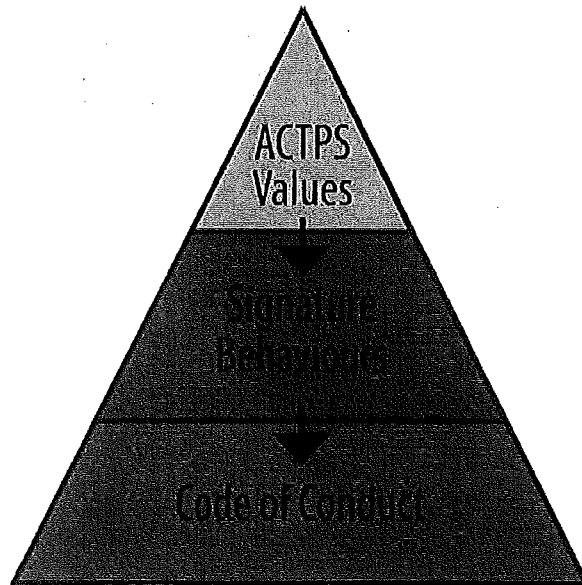 ACTPS
Values
Signature
Behaviours
Code of Conduct